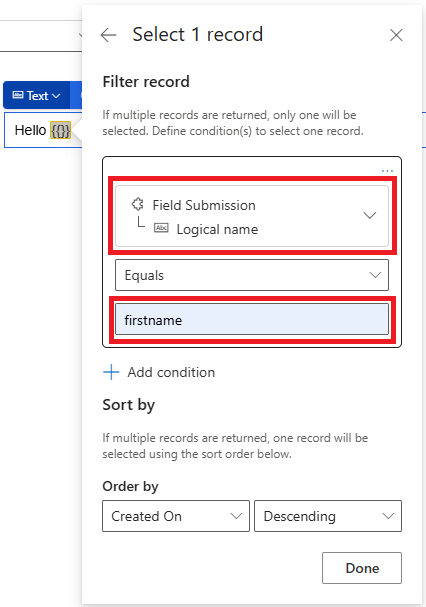 Select 1 record
Filter record
If multiple records are returned, only one will be
selected. Define condition(s) to select one record.
Text
Hello {{}}
...
Field Submission
Abc Logical name
Equals
firstname
+ Add condition
Sort by
If multiple records are returned, one record will be
selected using the sort order below.
Order by
Created On Descending
Done